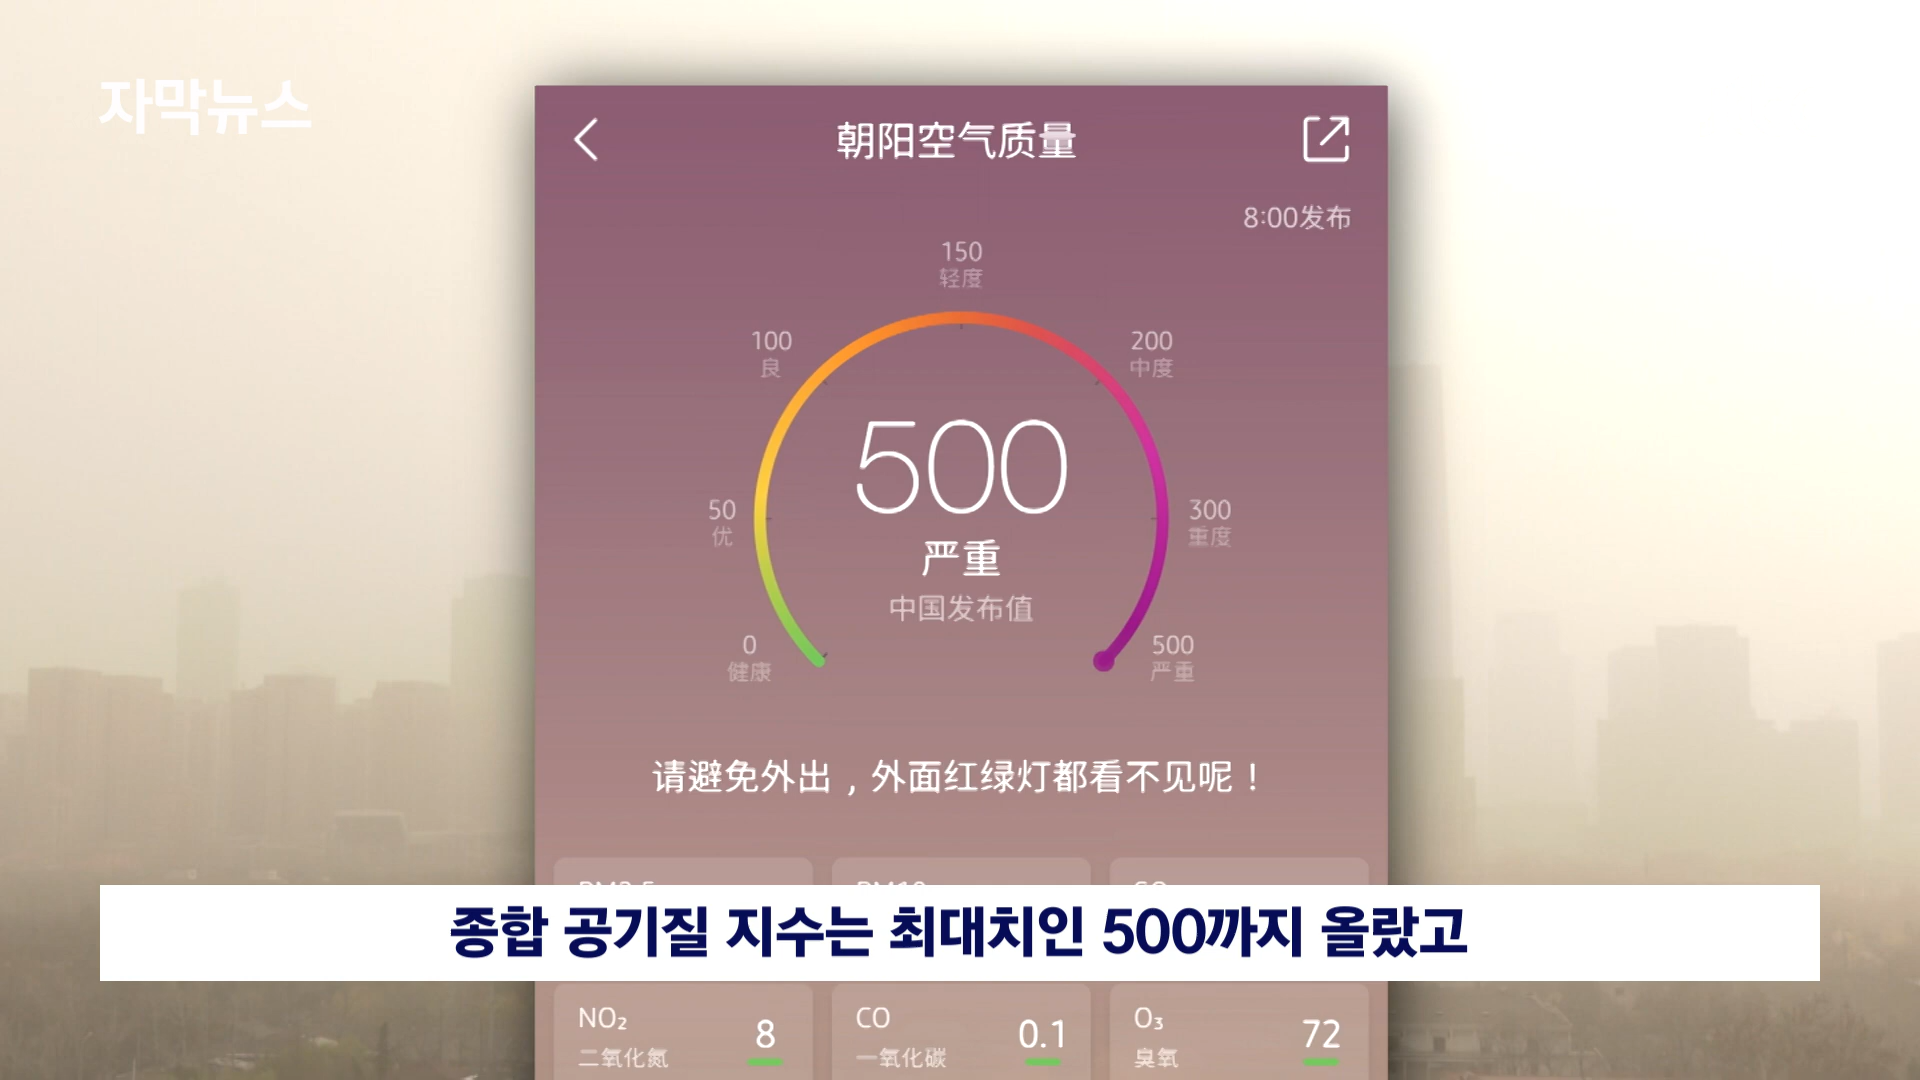 자막뉴스
朝阳空气质量
8:00发布
150
轻度
100
良
200
中度
50
优
500
严重
中国发布值
300
重度
0
健康
500
严重
请避免外出，外面红绿灯都看不见呢！
종합 공기질 지수는 최대치인 500까지 올랐고
NO₂
二氧化氮
8
CO
一氧化碳
0.1
O₃
臭氧
72